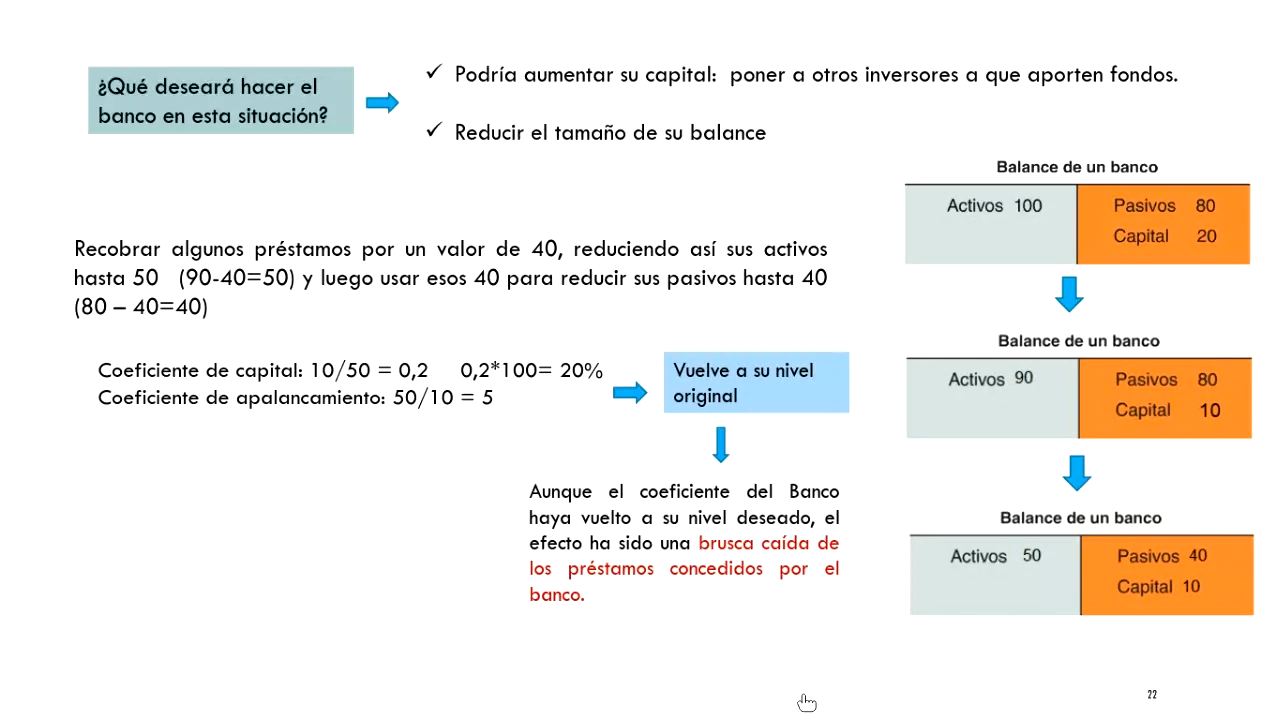 ¿Qué deseará hacer el
banco en esta situación?
✓ Podría aumentar su capital: poner a otros inversores a que aporten fondos.
✓ Reducir el tamaño de su balance
Balance de un banco
Activos 100
Pasivos 80
Capital 20
Recobrar algunos préstamos por un valor de 40, reduciendo así sus activos
hasta 50 (90-40=50) y luego usar esos 40 para reducir sus pasivos hasta 40
(80 – 40=40)
Balance de un banco
Activos 90
Pasivos 80
Capital 10
Coeficiente de capital: 10/50 = 0,2 0,2*100= 20%
Coeficiente de apalancamiento: 50/10 = 5
Vuelve a su nivel
original
Aunque el coeficiente del Banco
haya vuelto a su nivel deseado, el
efecto ha sido una brusca caída de
los préstamos concedidos por el
banco.
Balance de un banco
Activos 50
Pasivos 40
Capital 10
22